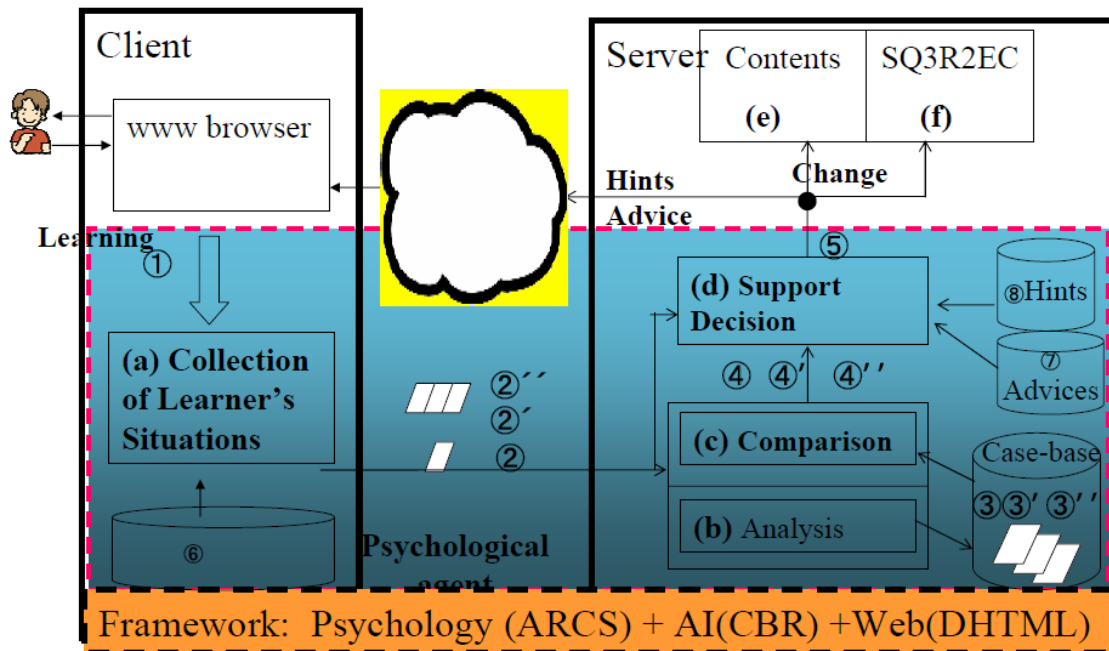 Client
www browser
Learning
①
(a) Collection
of Learner's
Situations
⑥
②´´
②´
②
Psychological
agent
Server
Contents
(e)
SQ3R2EC
(f)
Change
Hints
Advice
⑤
(d) Support
Decision
⑧Hints
⑦
Advices
④ ④′ ④′′
(c) Comparison
(b) Analysis
Case-base
③③′ ③′′
Framework: Psychology (ARCS) + AI(CBR) +Web(DHTML)